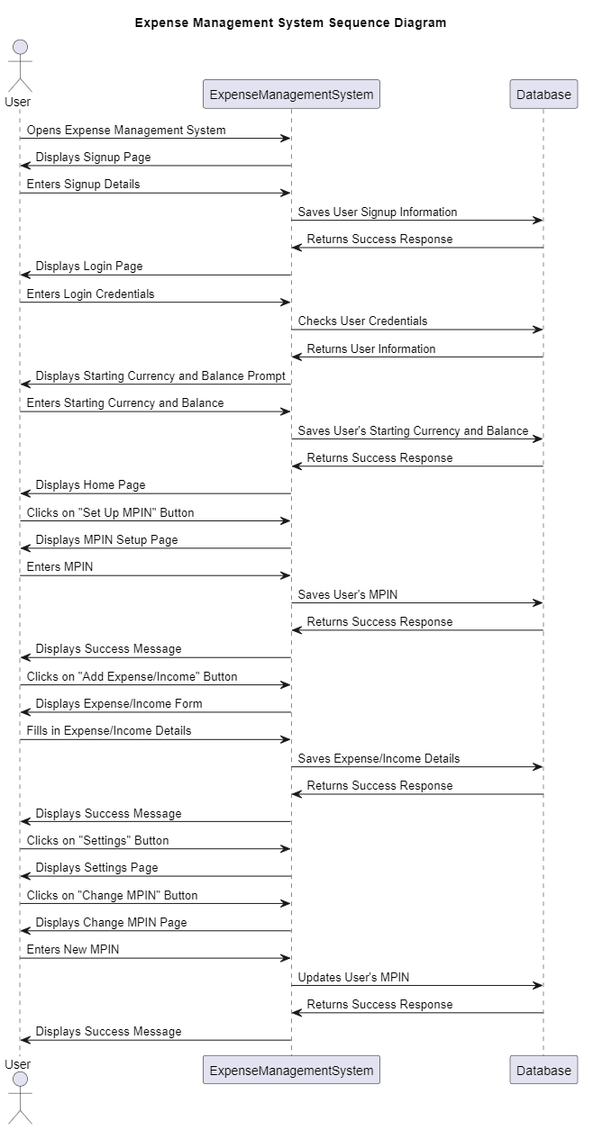 Expense Management System Sequence Diagram
User
ExpenseManagementSystem
Database
Opens Expense Management System
Displays Signup Page
Enters Signup Details
Saves User Signup Information
Returns Success Response
Displays Login Page
Enters Login Credentials
Checks User Credentials
Returns User Information
Displays Starting Currency and Balance Prompt
Enters Starting Currency and Balance
Saves User's Starting Currency and Balance
Returns Success Response
Displays Home Page
Clicks on "Set Up MPIN" Button
Displays MPIN Setup Page
Enters MPIN
Saves User's MPIN
Returns Success Response
Displays Success Message
Clicks on "Add Expense/Income" Button
Displays Expense/Income Form
Fills in Expense/Income Details
Saves Expense/Income Details
Returns Success Response
Displays Success Message
Clicks on "Settings" Button
Displays Settings Page
Clicks on "Change MPIN" Button
Displays Change MPIN Page
Enters New MPIN
Updates User's MPIN
Returns Success Response
Displays Success Message
User
ExpenseManagementSystem
Database